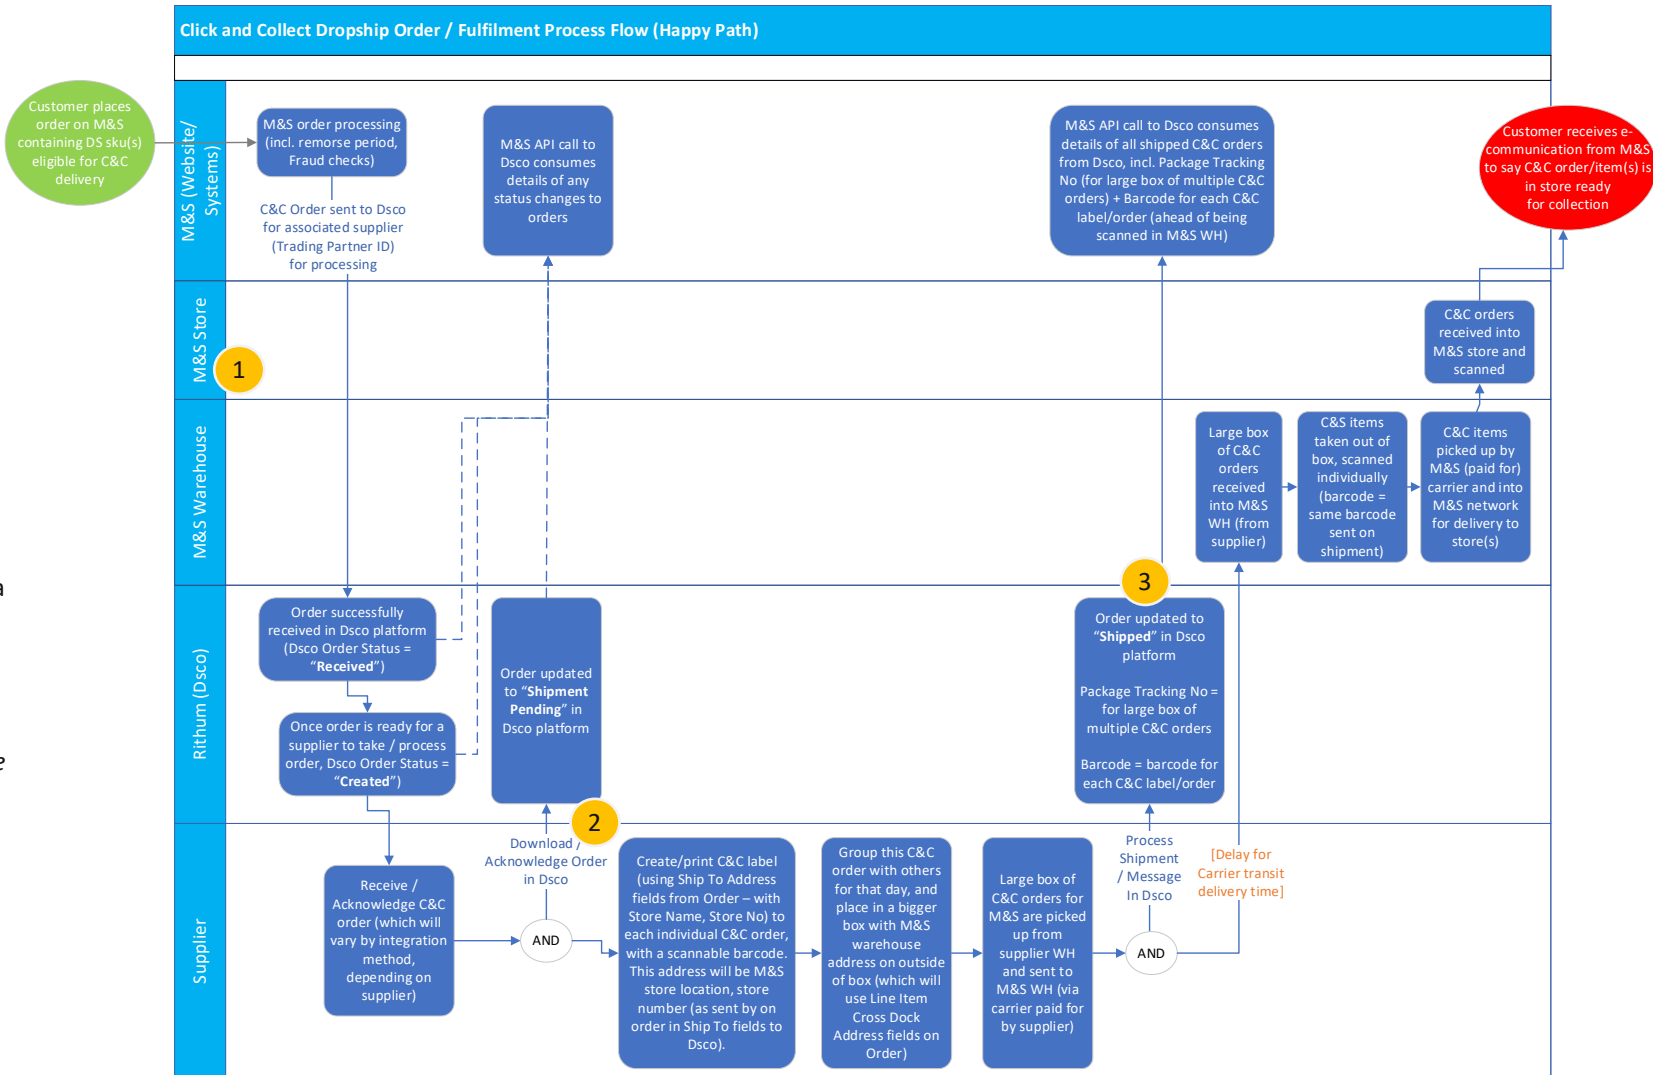 Click and Collect Dropship Order / Fulfilment Process Flow (Happy Path)
Customer places
order on M&S
containing DS sku(s)
eligible for C&C
delivery
M&S (Website/
Systems)
M&S order processing
(incl. remorse period,
Fraud checks)
C&C Order sent to Dsco
for associated supplier
(Trading Partner ID)
for processing
M&S API call to
Dsco consumes
details of any
status changes to
orders
M&S API call to Dsco consumes
details of all shipped C&C orders
from Dsco, incl. Package Tracking
No (for large box of multiple C&C
orders) + Barcode for each C&C
label/order (ahead of being
scanned in M&S WH)
Customer receives e-
communication from M&S
to say C&C order/item(s) is
in store ready
for collection
M&S Store
1
C&C orders
received into
M&S store and
scanned
M&S Warehouse
Large box
of C&C
orders
received
into M&S
WH (from
supplier)
C&S items
taken out of
box, scanned
individually
(barcode =
same barcode
sent on
shipment)
C&C items
picked up by
M&S (paid for)
carrier and into
M&S network
for delivery to
store(s)
a
e
Rithum (Dsco)
Order successfully
received in Dsco platform
(Dsco Order Status =
“Received”)
Once order is ready for a
supplier to take / process
order, Dsco Order Status =
“Created”)
Order updated
to “Shipment
Pending” in
Dsco platform
2
3
Order updated to
“Shipped” in Dsco
platform
Package Tracking No =
for large box of
multiple C&C orders
Barcode = barcode for
each C&C label/order
Supplier
Receive /
Acknowledge C&C
order (which will
vary by integration
method,
depending on
supplier)
Download /
Acknowledge Order
in Dsco
AND
Create/print C&C label
(using Ship To Address
fields from Order – with
Store Name, Store No) to
each individual C&C order,
with a scannable barcode.
This address will be M&S
store location, store
number (as sent by on
order in Ship To fields to
Dsco).
Group this C&C
order with others
for that day, and
place in a bigger
box with M&S
warehouse
address on outside
of box (which will
use Line Item
Cross Dock
Address fields on
Order)
Large box of
C&C orders for
M&S are picked
up from
supplier WH
and sent to
M&S WH (via
carrier paid for
by supplier)
Process
Shipment
/ Message
In Dsco
AND
[Delay for
Carrier transit
delivery time]